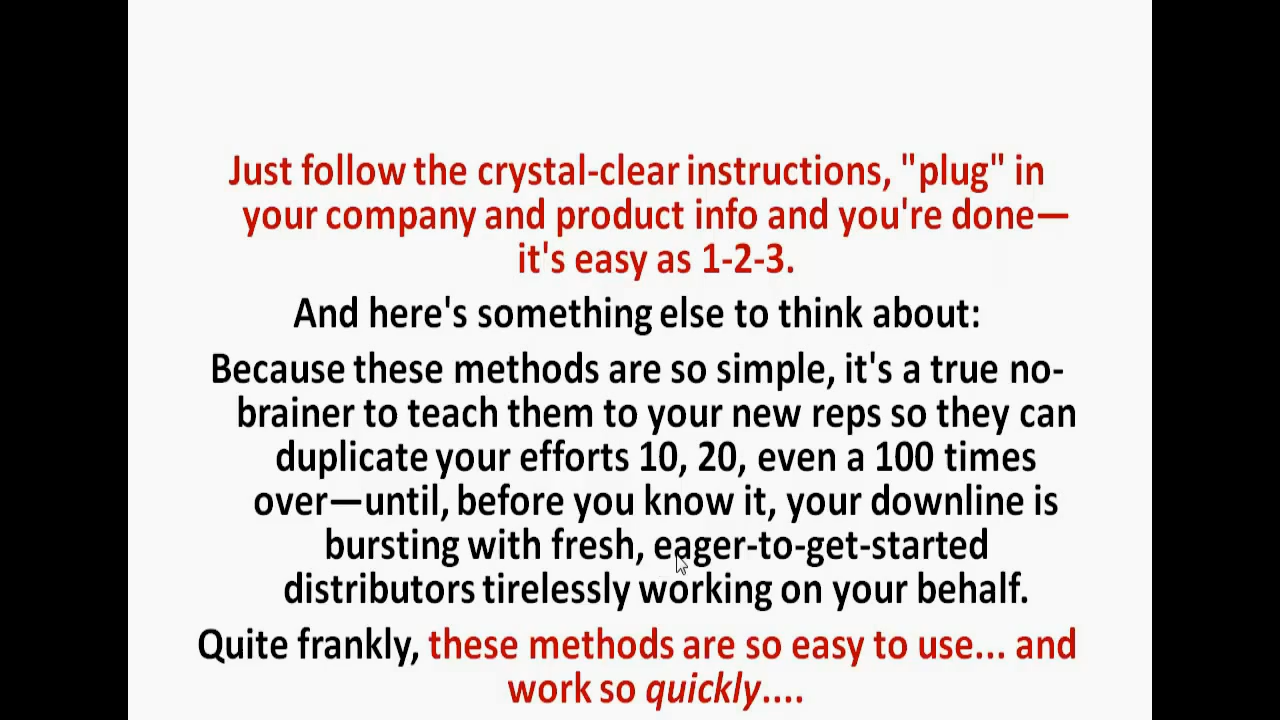 Just follow the crystal-clear instructions, "plug" in
your company and product info and you're done—
it's easy as 1-2-3.
And here's something else to think about:
Because these methods are so simple, it's a true no-
brainer to teach them to your new reps so they can
duplicate your efforts 10, 20, even a 100 times
over—until, before you know it, your downline is
bursting with fresh, eager-to-get-started
distributors tirelessly working on your behalf.
Quite frankly, these methods are so easy to use... and
work so quickly....